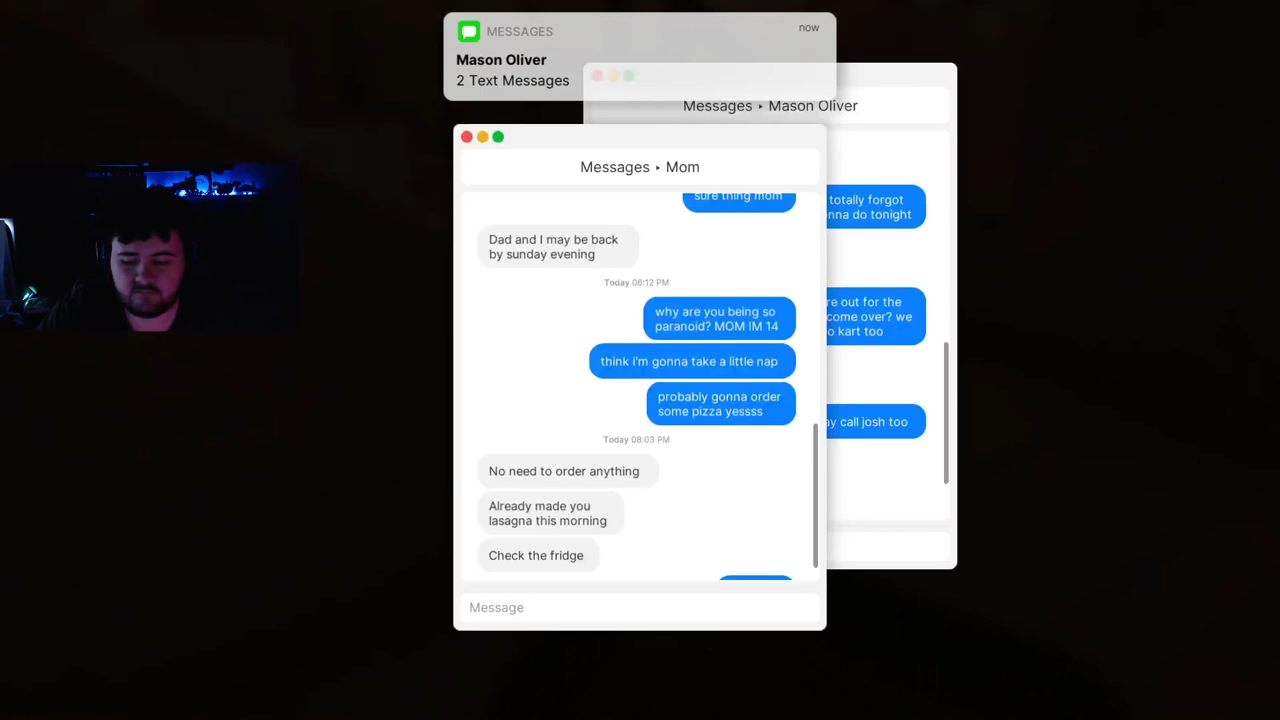 MESSAGES
now
Mason Oliver
2 Text Messages
Messages ▸ Mason Oliver
totally forgot
nna do tonight
re out for the
come over? we
o kart too
ay call josh too
Messages ▸ Mom
sure thing mom
Dad and I may be back
by sunday evening
Today 06:12 PM
why are you being so
paranoid? MOM IM 14
think i'm gonna take a little nap
probably gonna order
some pizza yessss
Today 08:03 PM
No need to order anything
Already made you
lasagna this morning
Check the fridge
Message